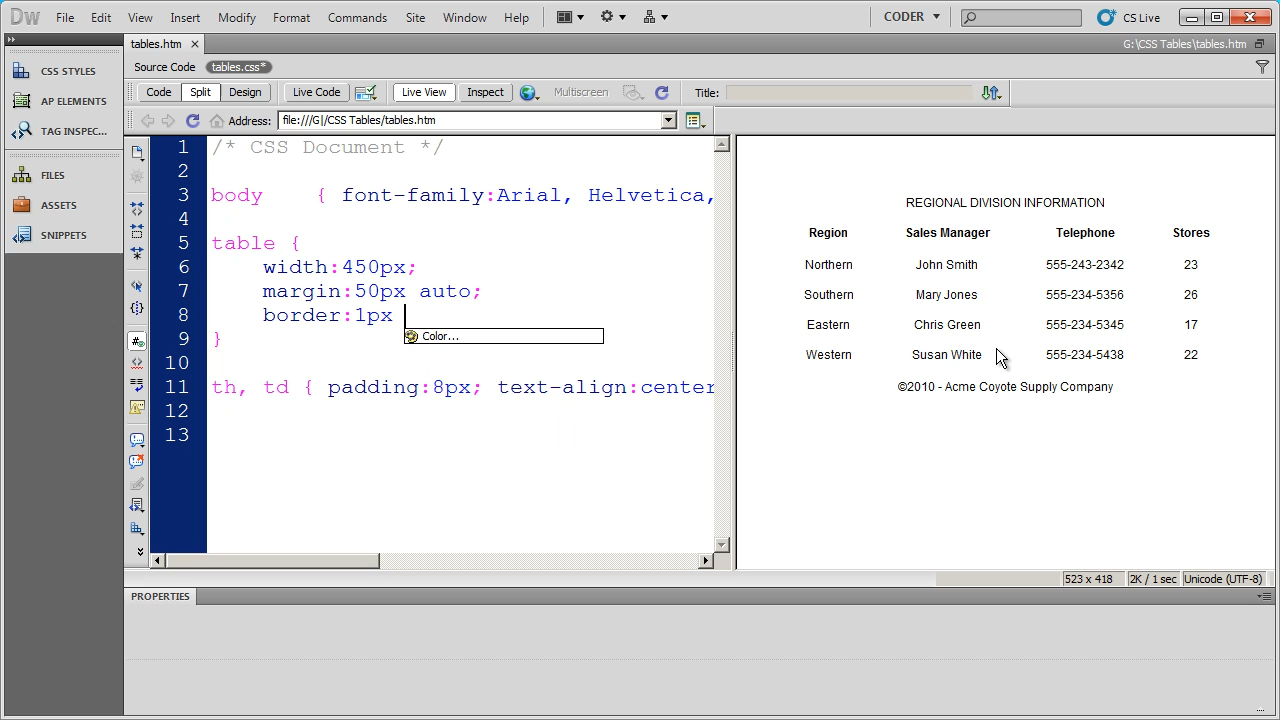 Dw File Edit View Insert Modify Format Commands Site Window Help CODER CS Live
tables.htm G:\CSS Tables\tables.htm
Source Code tables.css*
Code Split Design Live Code Live View Inspect Multiscreen Title:
Address: file:///G|/CSS Tables/tables.htm
CSS STYLES
AP ELEMENTS
TAG INSPEC...
FILES
ASSETS
SNIPPETS
1 /* CSS Document */
2
3 body { font-family:Arial, Helvetica,
4
5 table {
6 width:450px;
7 margin:50px auto;
8 border:1px
Color...
9 }
10
11 th, td { padding:8px; text-align:center
12
13
REGIONAL DIVISION INFORMATION
Region Sales Manager Telephone Stores
Northern John Smith 555-243-2342 23
Southern Mary Jones 555-234-5356 26
Eastern Chris Green 555-234-5345 17
Western Susan White 555-234-5438 22
©2010 - Acme Coyote Supply Company
523 x 418 2K / 1 sec Unicode (UTF-8)
PROPERTIES